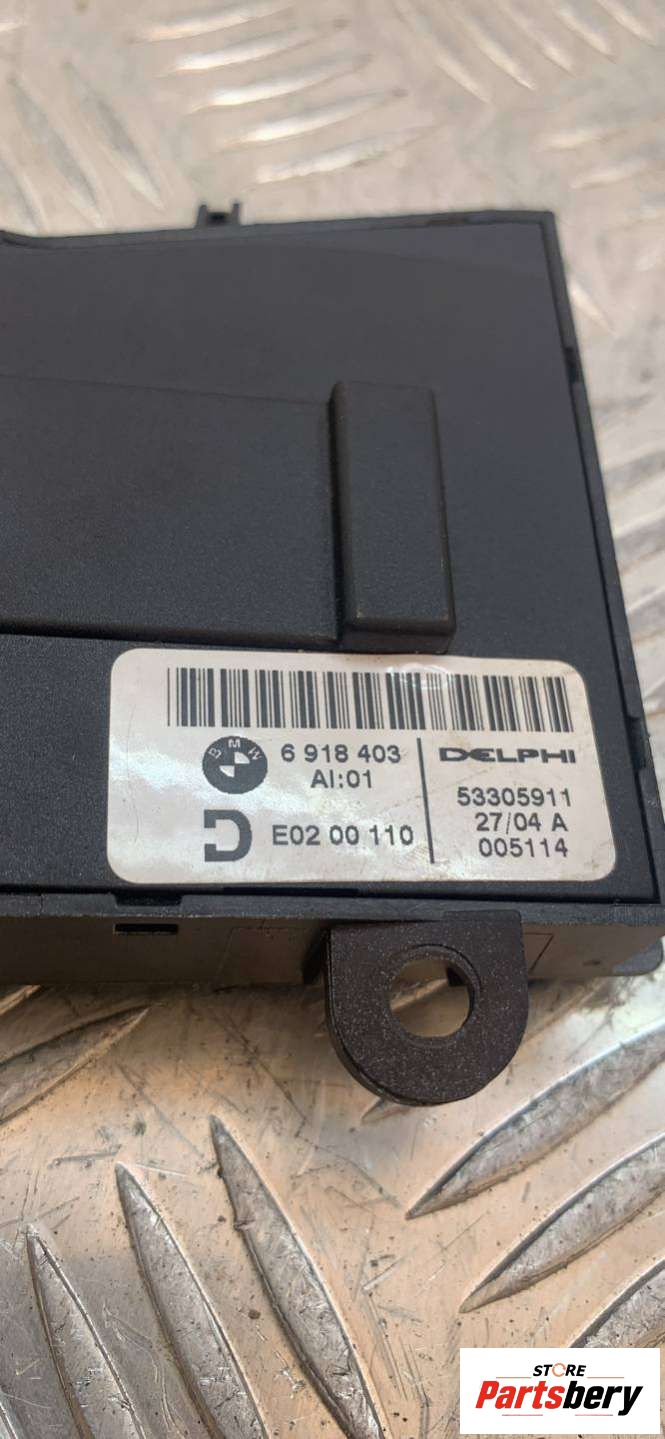 BMW
6 918 403
AI:01
D E02 00 110
DELPHI
53305911
27/04 A
005114
STORE
Partsbery